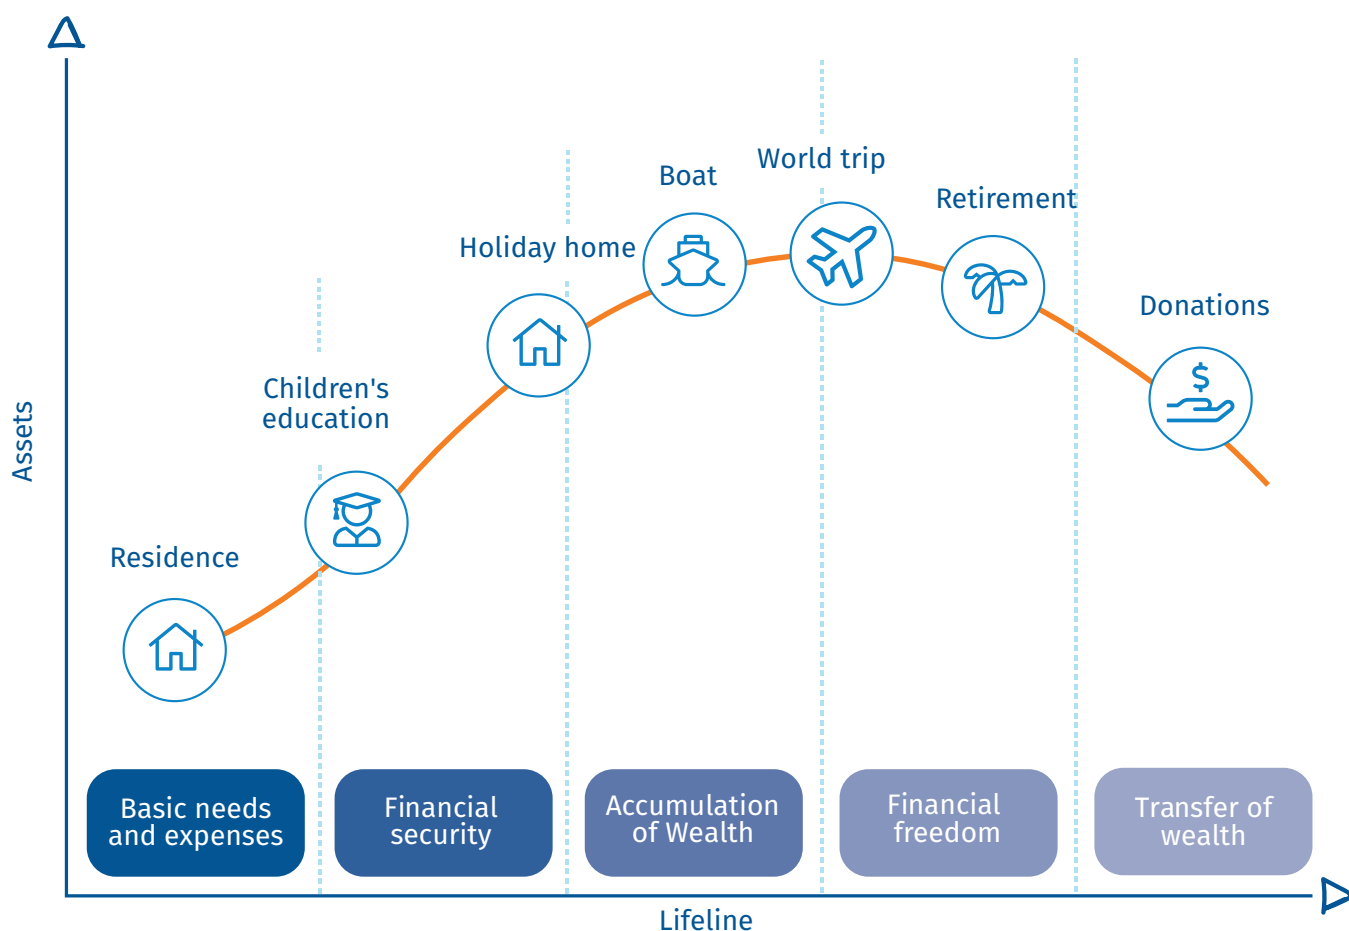 World trip
Boat
Retirement
Holiday home
Donations
Children's
education
Residence
Assets
$
Basic needs
and expenses
Financial
security
Accumulation
of Wealth
Financial
freedom
Transfer of
wealth
Lifeline